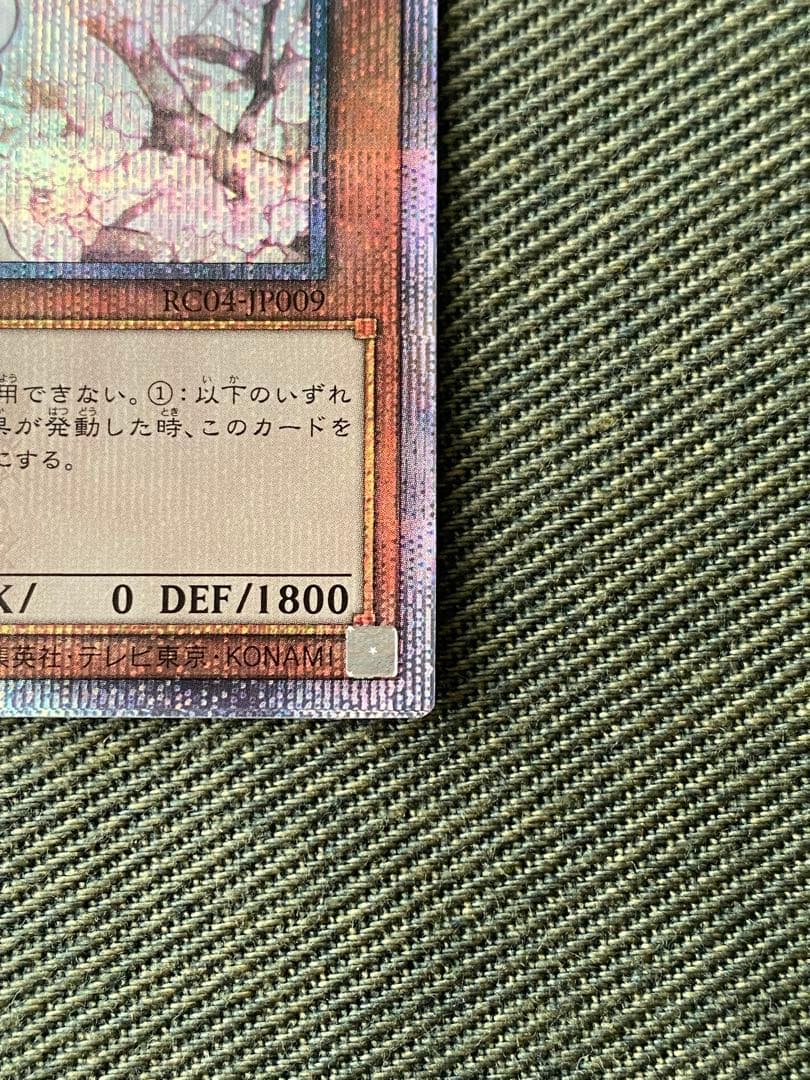 RC04-JP009
用できない。①：以下のいずれ
が発動した時、このカードを
にする。
K/ 0 DEF/1800
集英社・テレビ東京・KONAMI